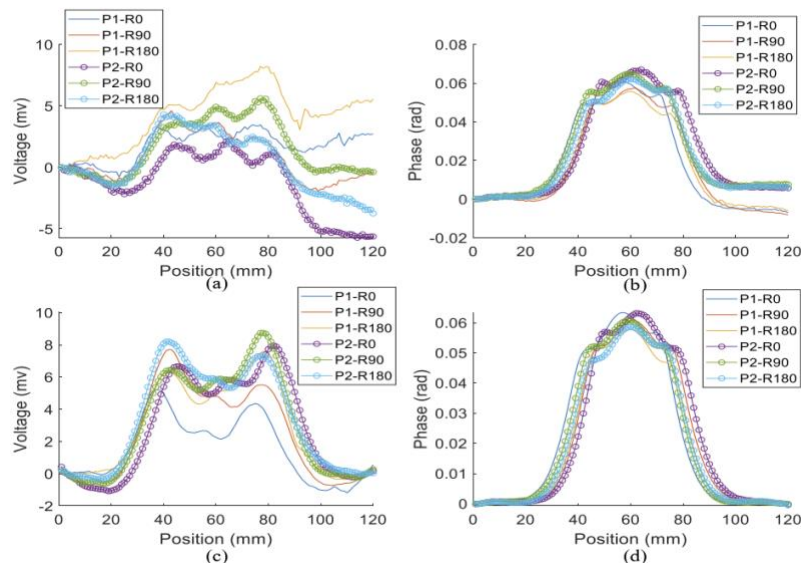 P1-R0
P1-R90
P1-R180
P2-R0
P2-R90
P2-R180
10
5
0
-5
0 20 40 60 80 100 120
Voltage (mv)
Position (mm)
(a)
P1-R0
P1-R90
P1-R180
P2-R0
P2-R90
P2-R180
0.08
0.06
0.04
0.02
0
-0.02
0 20 40 60 80 100 120
Phase (rad)
Position (mm)
(b)
P1-R0
P1-R90
P1-R180
P2-R0
P2-R90
P2-R180
10
8
6
4
2
0
-2
0 20 40 60 80 100 120
Voltage (mv)
Position (mm)
(c)
P1-R0
P1-R90
P1-R180
P2-R0
P2-R90
P2-R180
0.06
0.05
0.04
0.03
0.02
0.01
0
0 20 40 60 80 100 120
Phase (rad)
Position (mm)
(d)